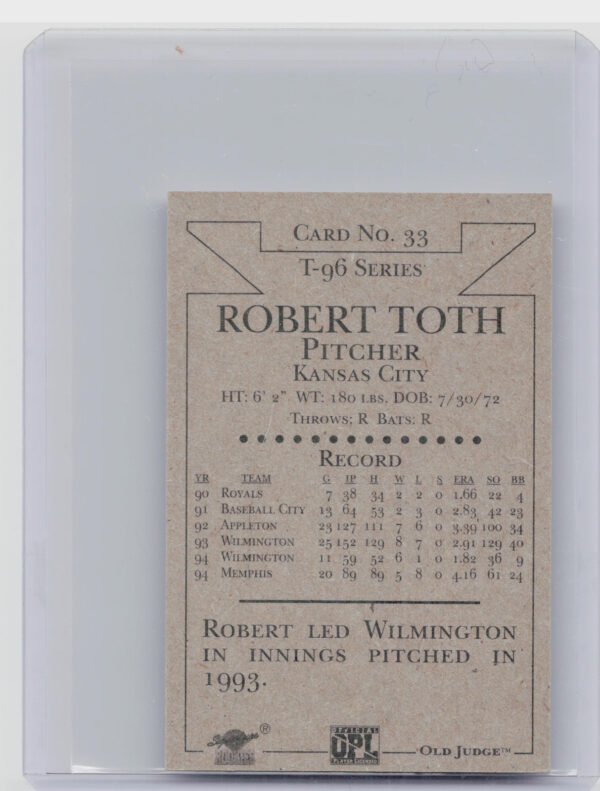 CARD NO. 33
T-96 SERIES
ROBERT TOTH
PITCHER
KANSAS CITY
HT: 6' 2" WT: 180 LBS. DOB: 7/30/72
THROWS: R BATS: R
RECORD
YR TEAM G IP H W L S ERA SO BB
90 ROYALS 7 38 34 2 2 0 1.66 22 4
91 BASEBALL CITY 13 64 53 2 3 0 2.83 42 23
92 APPLETON 23 127 111 7 6 0 3.39 100 34
93 WILMINGTON 25 152 129 8 7 0 2.91 129 40
94 WILMINGTON 11 59 52 6 1 0 1.82 36 9
94 MEMPHIS 20 89 89 5 8 0 4.16 61 24
ROBERT LED WILMINGTON
IN INNINGS PITCHED IN
1993.
®
OFFICIAL
OPL
PLAYER LICENSED
OLD JUDGE™